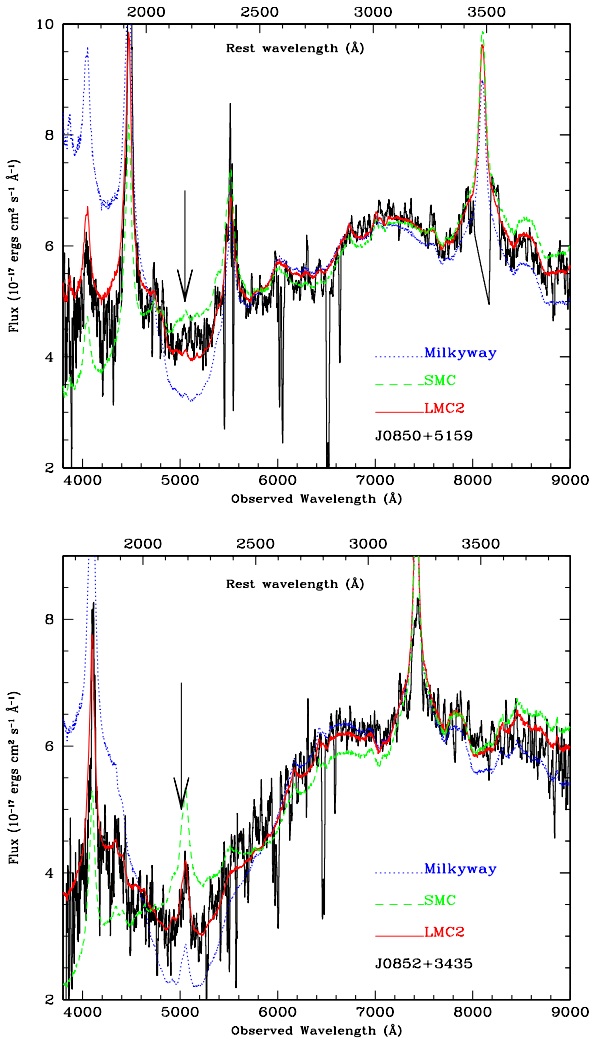 2000 2500 3000 3500
Rest wavelength (Å)
10
8
6
4
2
Flux (10⁻¹⁷ ergs cm² s⁻¹ Å⁻¹)
Milkyway
SMC
LMC2
J0850+5159
4000 5000 6000 7000 8000 9000
Observed Wavelength (Å)
2000 2500 3000 3500
Rest wavelength (Å)
8
6
4
2
Flux (10⁻¹⁷ ergs cm² s⁻¹ Å⁻¹)
Milkyway
SMC
LMC2
J0852+3435
4000 5000 6000 7000 8000 9000
Observed Wavelength (Å)